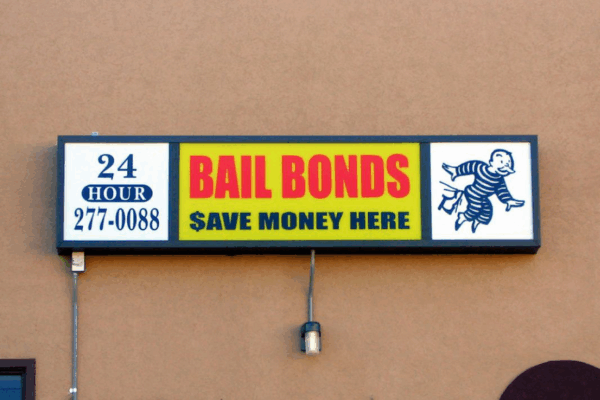 24
HOUR
277-0088
BAIL BONDS
$AVE MONEY HERE